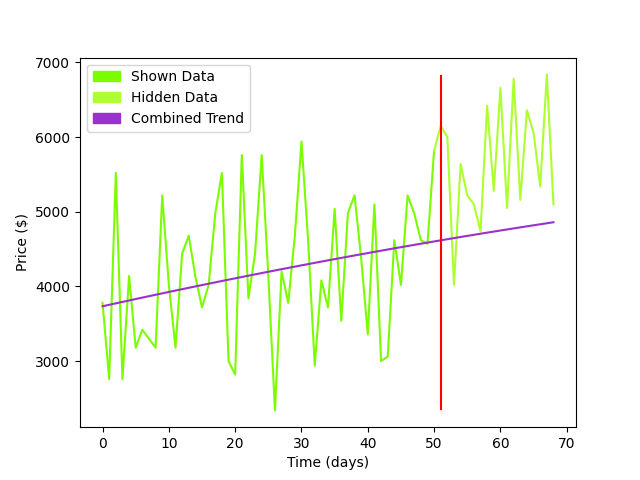 7000
6000
5000
4000
3000
Price ($)
Shown Data
Hidden Data
Combined Trend
0 10 20 30 40 50 60 70
Time (days)